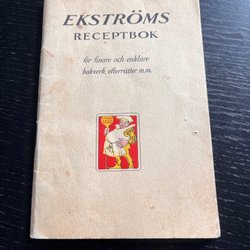 EKSTRÖMS
RECEPTBOK
för finare och enklare
bakverk, efterrätter m.m.